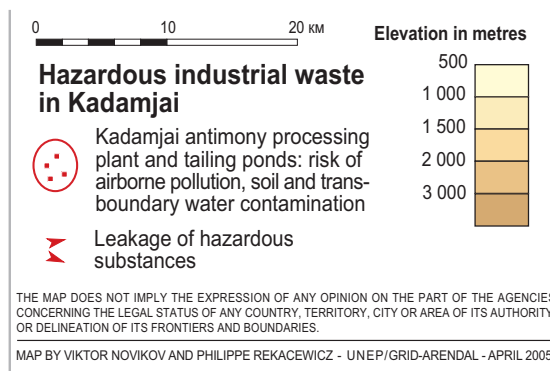 0 10 20 км
Elevation in metres
500
1 000
1 500
2 000
3 000
Hazardous industrial waste
in Kadamjai
Kadamjai antimony processing
plant and tailing ponds: risk of
airborne pollution, soil and trans-
boundary water contamination
Leakage of hazardous
substances
THE MAP DOES NOT IMPLY THE EXPRESSION OF ANY OPINION ON THE PART OF THE AGENCIES
CONCERNING THE LEGAL STATUS OF ANY COUNTRY, TERRITORY, CITY OR AREA OF ITS AUTHORITY,
OR DELINEATION OF ITS FRONTIERS AND BOUNDARIES.
MAP BY VIKTOR NOVIKOV AND PHILIPPE REKACEWICZ - UNEP/GRID-ARENDAL - APRIL 2005